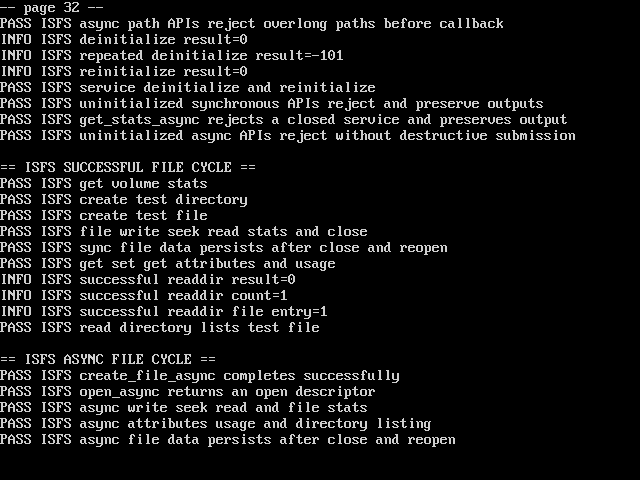 -- page 32 --
PASS ISFS async path APIs reject overlong paths before callback
INFO ISFS deinitialize result=0
INFO ISFS repeated deinitialize result=-101
INFO ISFS reinitialize result=0
PASS ISFS service deinitialize and reinitialize
PASS ISFS uninitialized synchronous APIs reject and preserve outputs
PASS ISFS get_stats_async rejects a closed service and preserves output
PASS ISFS uninitialized async APIs reject without destructive submission
== ISFS SUCCESSFUL FILE CYCLE ==
PASS ISFS get volume stats
PASS ISFS create test directory
PASS ISFS create test file
PASS ISFS file write seek read stats and close
PASS ISFS sync file data persists after close and reopen
PASS ISFS get set get attributes and usage
INFO ISFS successful readdir result=0
INFO ISFS successful readdir count=1
INFO ISFS successful readdir file entry=1
PASS ISFS read directory lists test file
== ISFS ASYNC FILE CYCLE ==
PASS ISFS create_file_async completes successfully
PASS ISFS open_async returns an open descriptor
PASS ISFS async write seek read and file stats
PASS ISFS async attributes usage and directory listing
PASS ISFS async file data persists after close and reopen